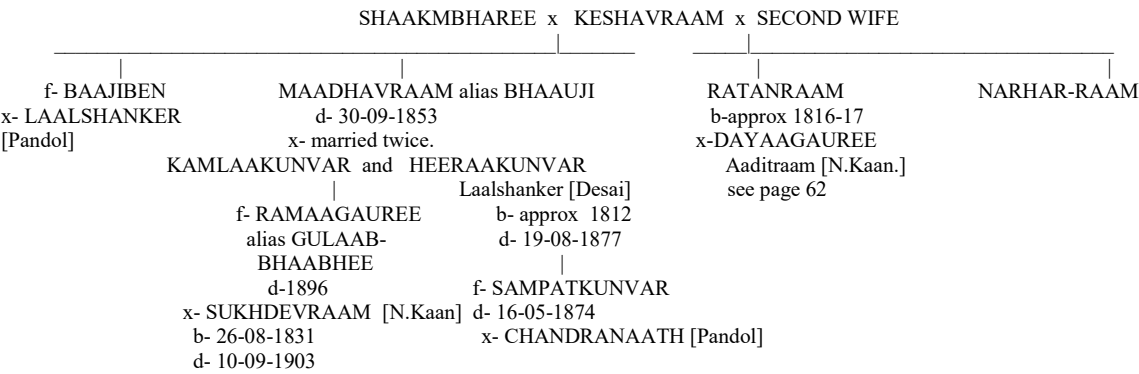 SHAAKMBHAREE x KESHAVRAAM x SECOND WIFE
f- BAAJIBEN MAADHAVRAAM alias BHAAUJI RATANRAAM NARHAR-RAAM
x- LAALSHANKER d- 30-09-1853 b-approx 1816-17
[Pandol] x- married twice. x-DAYAAGAUREE
KAMLAAKUNVAR and HEERAAKUNVAR Aaditraam [N.Kaan.]
Laalshanker [Desai] see page 62
f- RAMAAGAUREE b- approx 1812
alias GULAAB- d- 19-08-1877
BHAABHEE
d-1896 f- SAMPATKUNVAR
x- SUKHDEVRAAM [N.Kaan] d- 16-05-1874
b- 26-08-1831 x- CHANDRANAATH [Pandol]
d- 10-09-1903